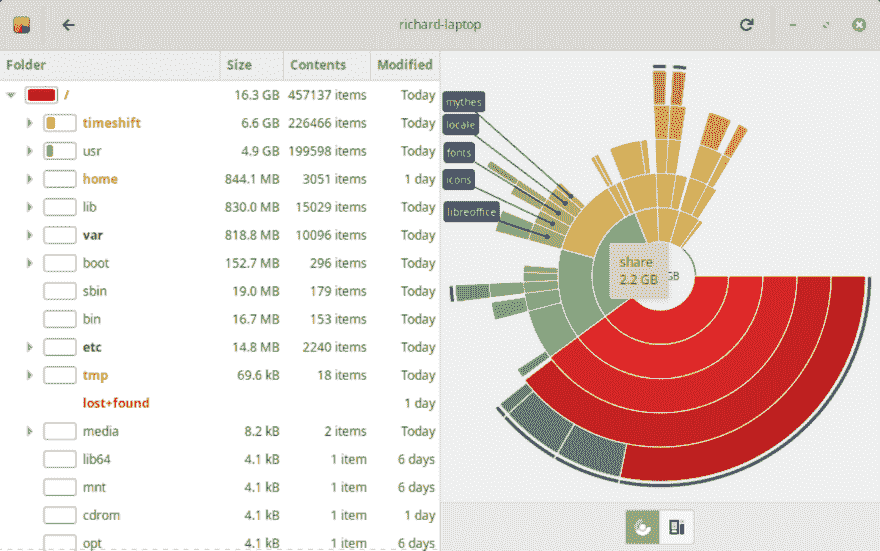 richard-laptop
Folder Size Contents Modified
/ 16.3 GB 457137 items Today
timeshift 6.6 GB 226466 items Today
usr 4.9 GB 199598 items Today
home 844.1 MB 3051 items 1 day
lib 830.0 MB 15029 items Today
var 818.8 MB 10096 items Today
boot 152.7 MB 296 items Today
sbin 19.0 MB 179 items Today
bin 16.7 MB 153 items Today
etc 14.8 MB 2240 items Today
tmp 69.6 kB 18 items Today
lost+found 1 day
media 8.2 kB 2 items Today
lib64 4.1 kB 1 item 6 days
mnt 4.1 kB 1 item 6 days
cdrom 4.1 kB 1 item 1 day
opt 4.1 kB 1 item 6 days
mythes
locale
fonts
icons
libreoffice
share
2.2 GB
GB